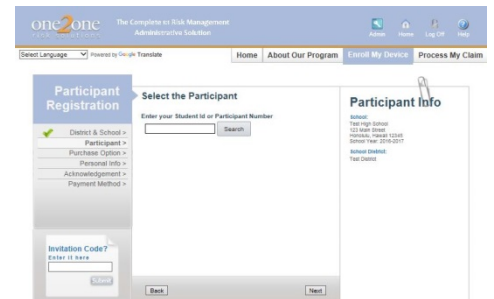 one2one
RISK SOLUTIONS
The Complete in Risk Management
Administrative Solution
Admin Home Log Off Help
Select Language Powered by Google Translate
Home About Our Program Enroll My Device Process My Claim
Participant
Registration
District & School >
Participant >
Purchase Option >
Personal Info >
Acknowledgement >
Payment Method >
Invitation Code?
Enter it here
Submit
Select the Participant
Enter your Student Id or Participant Number
Search
Back Next
Participant Info
School:
Test High School
123 Main Street
Honolulu, Hawaii 12345
School Year: 2016-2017
School District:
Test District